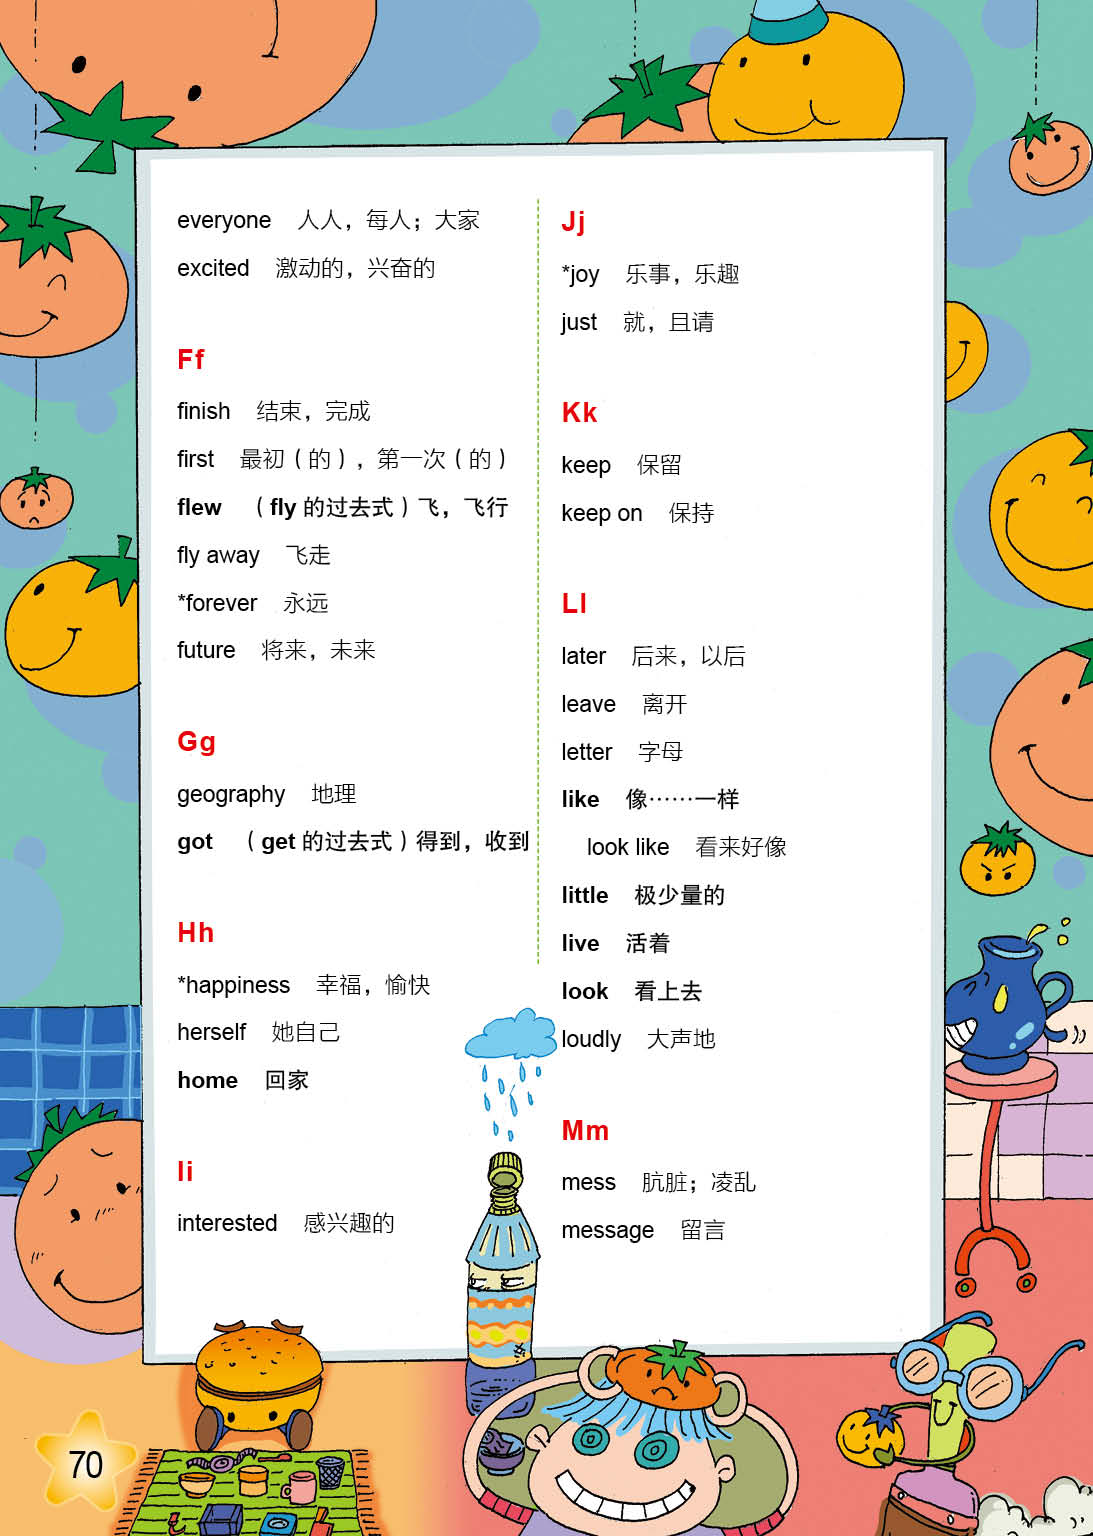 everyone 人人，每人；大家
excited 激动的，兴奋的
Ff
finish 结束，完成
first 最初（的），第一次（的）
flew （fly 的过去式）飞，飞行
fly away 飞走
*forever 永远
future 将来，未来
Gg
geography 地理
got （get 的过去式）得到，收到
Hh
*happiness 幸福，愉快
herself 她自己
home 回家
Ii
interested 感兴趣的
Jj
*joy 乐事，乐趣
just 就，且请
Kk
keep 保留
keep on 保持
Ll
later 后来，以后
leave 离开
letter 字母
like 像……一样
look like 看来好像
little 极少量的
live 活着
look 看上去
loudly 大声地
Mm
mess 肮脏；凌乱
message 留言
70